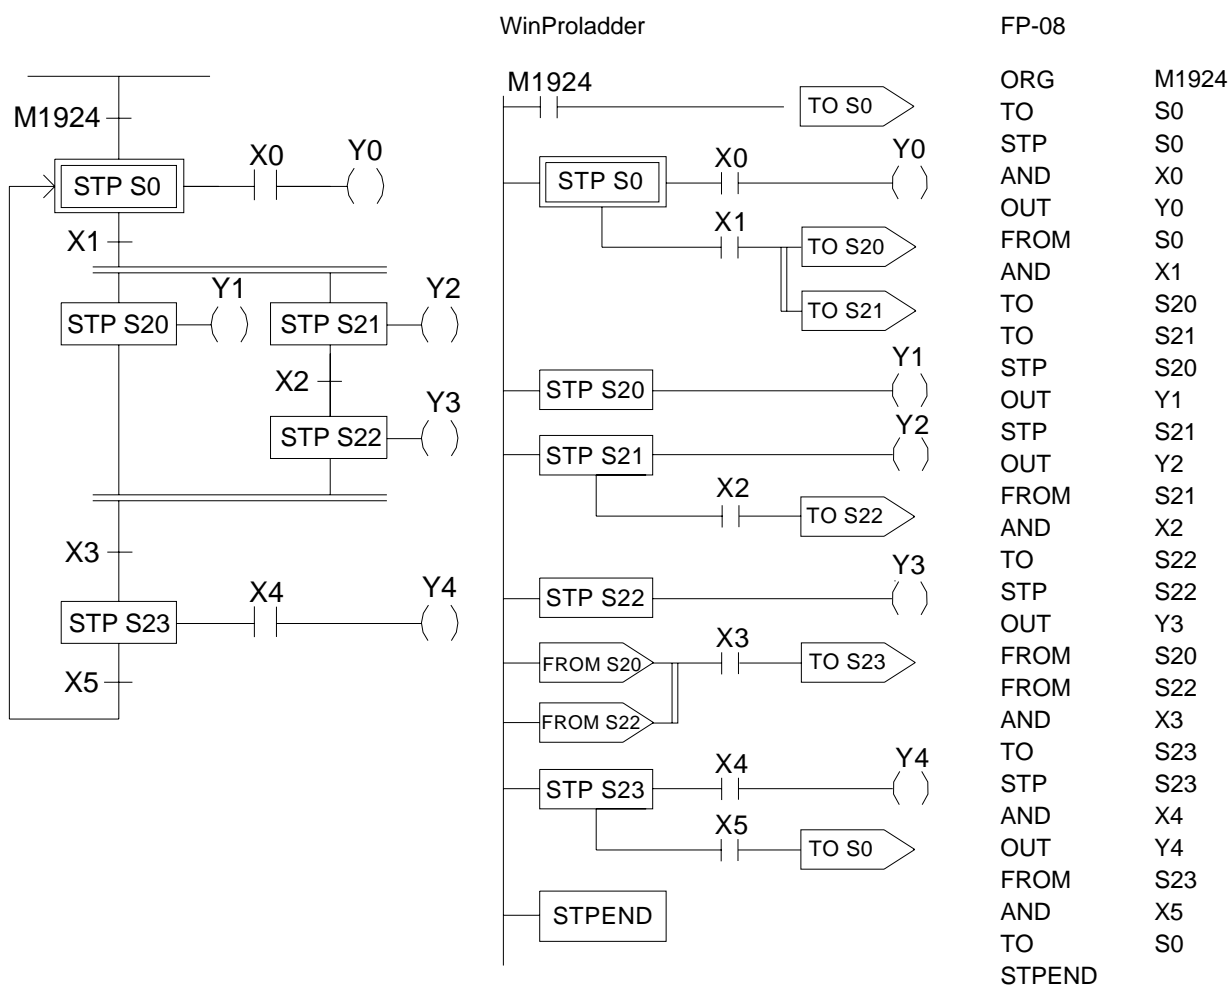 WinProladder
FP-08
M1924
STP S0
X0
Y0
X1
Y1
Y2
STP S20
STP S21
X2
Y3
STP S22
X3
X4
Y4
STP S23
X5
M1924
TO S0
X0
Y0
STP S0
X1
TO S20
TO S21
Y1
STP S20
Y2
STP S21
X2
TO S22
Y3
STP S22
X3
FROM S20
TO S23
FROM S22
X4
Y4
STP S23
X5
TO S0
STPEND
ORG M1924
TO S0
STP S0
AND X0
OUT Y0
FROM S0
AND X1
TO S20
TO S21
STP S20
OUT Y1
STP S21
OUT Y2
FROM S21
AND X2
TO S22
STP S22
OUT Y3
FROM S20
FROM S22
AND X3
TO S23
STP S23
AND X4
OUT Y4
FROM S23
AND X5
TO S0
STPEND